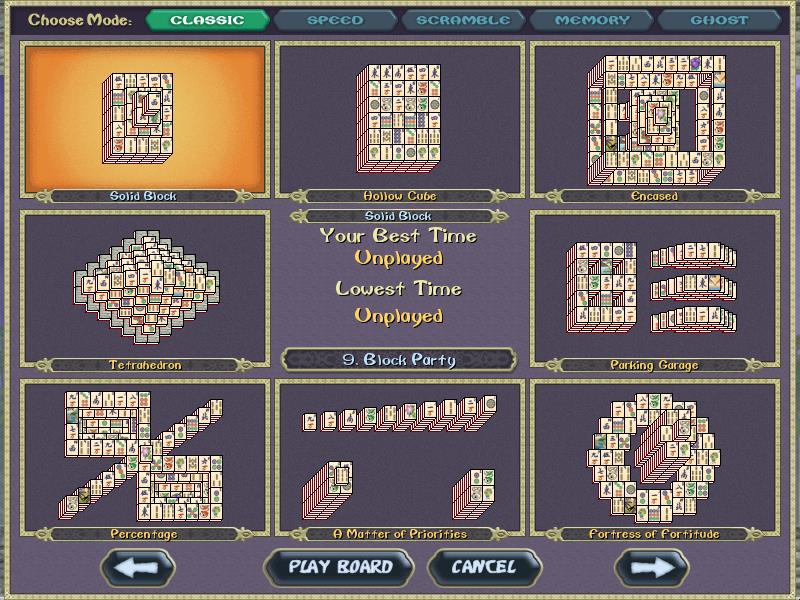 Choose Mode: CLASSIC SPEED SCRAMBLE MEMORY GHOST
Solid Block
Hollow Cube
Encased
Solid Block
Your Best Time
Unplayed
Lowest Time
Unplayed
Tetrahedron
9. Block Party
Parking Garage
Percentage
A Matter of Priorities
Fortress of Fortitude
PLAY BOARD CANCEL